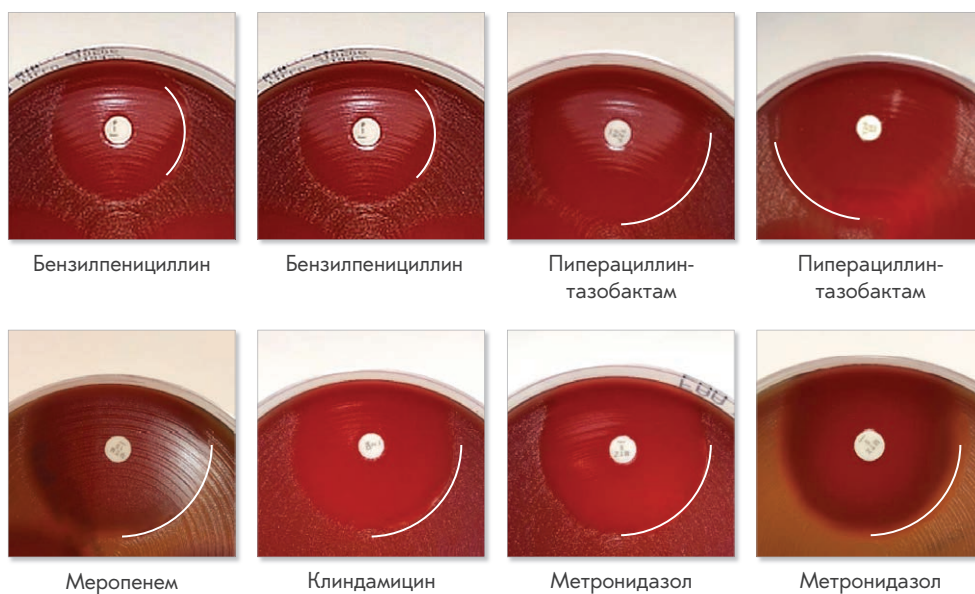 Бензилпенициллин
Бензилпенициллин
Пиперациллин-
тазобактам
Пиперациллин-
тазобактам
Меропенем
Клиндамицин
Метронидазол
Метронидазол